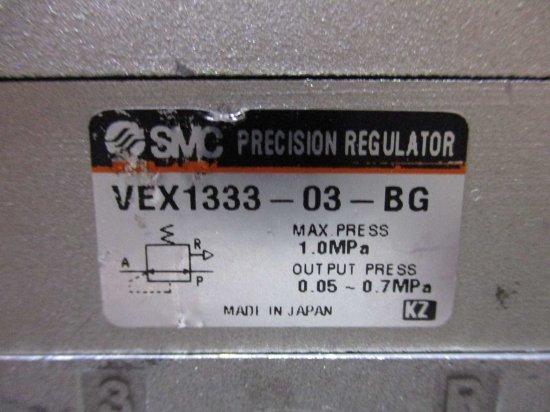 SMC PRECISION REGULATOR
VEX1333-03-BG
MAX.PRESS
1.0MPa
OUTPUT PRESS
0.05 ~ 0.7MPa
A R P
MADE IN JAPAN KZ
3 R